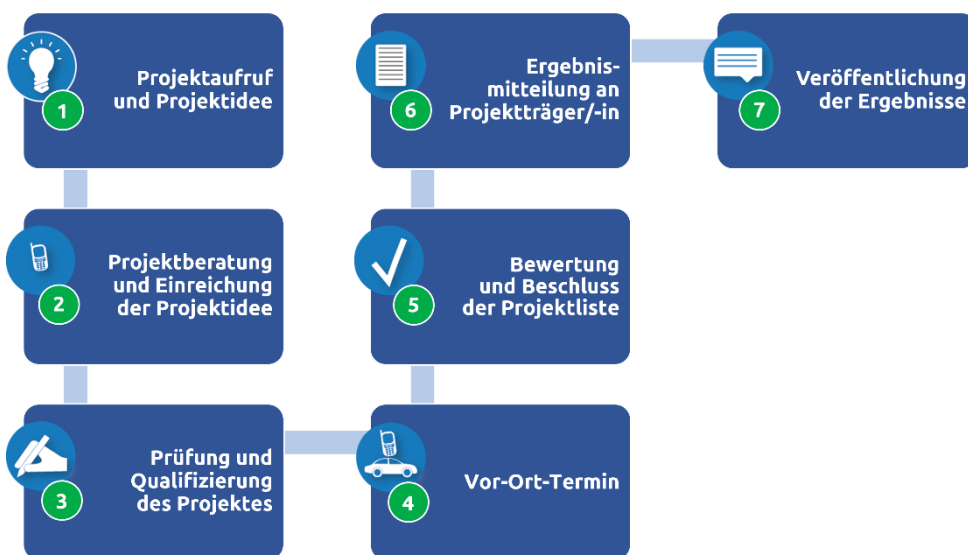 Projektaufruf
und Projektidee
1
Projektberatung
und Einreichung
der Projektidee
2
Prüfung und
Qualifizierung
des Projektes
3
Vor-Ort-Termin
4
Bewertung
und Beschluss
der Projektliste
5
Ergebnis-
mitteilung an
Projektträger/-in
6
Veröffentlichung
der Ergebnisse
7